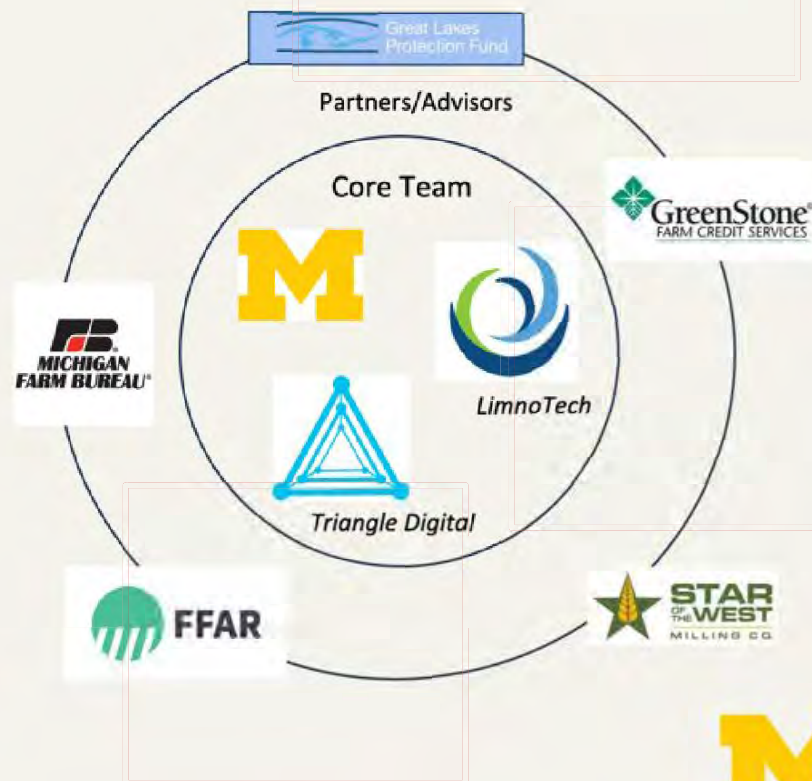 Great Lakes
Protection Fund
Partners/Advisors
Core Team
M
GreenStone®
FARM CREDIT SERVICES
LimnoTech
MICHIGAN
FARM BUREAU®
Triangle Digital
FFAR
STAR
OF THE WEST
MILLING CO.
M